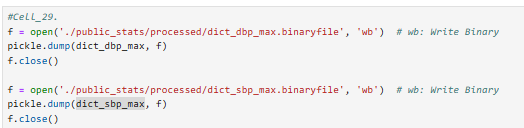 #Cell_29.
f = open('./public_stats/processed/dict_dbp_max.binaryfile', 'wb')  # wb: Write Binary
pickle.dump(dict_dbp_max, f)
f.close()

f = open('./public_stats/processed/dict_sbp_max.binaryfile', 'wb')  # wb: Write Binary
pickle.dump(dict_sbp_max, f)
f.close()